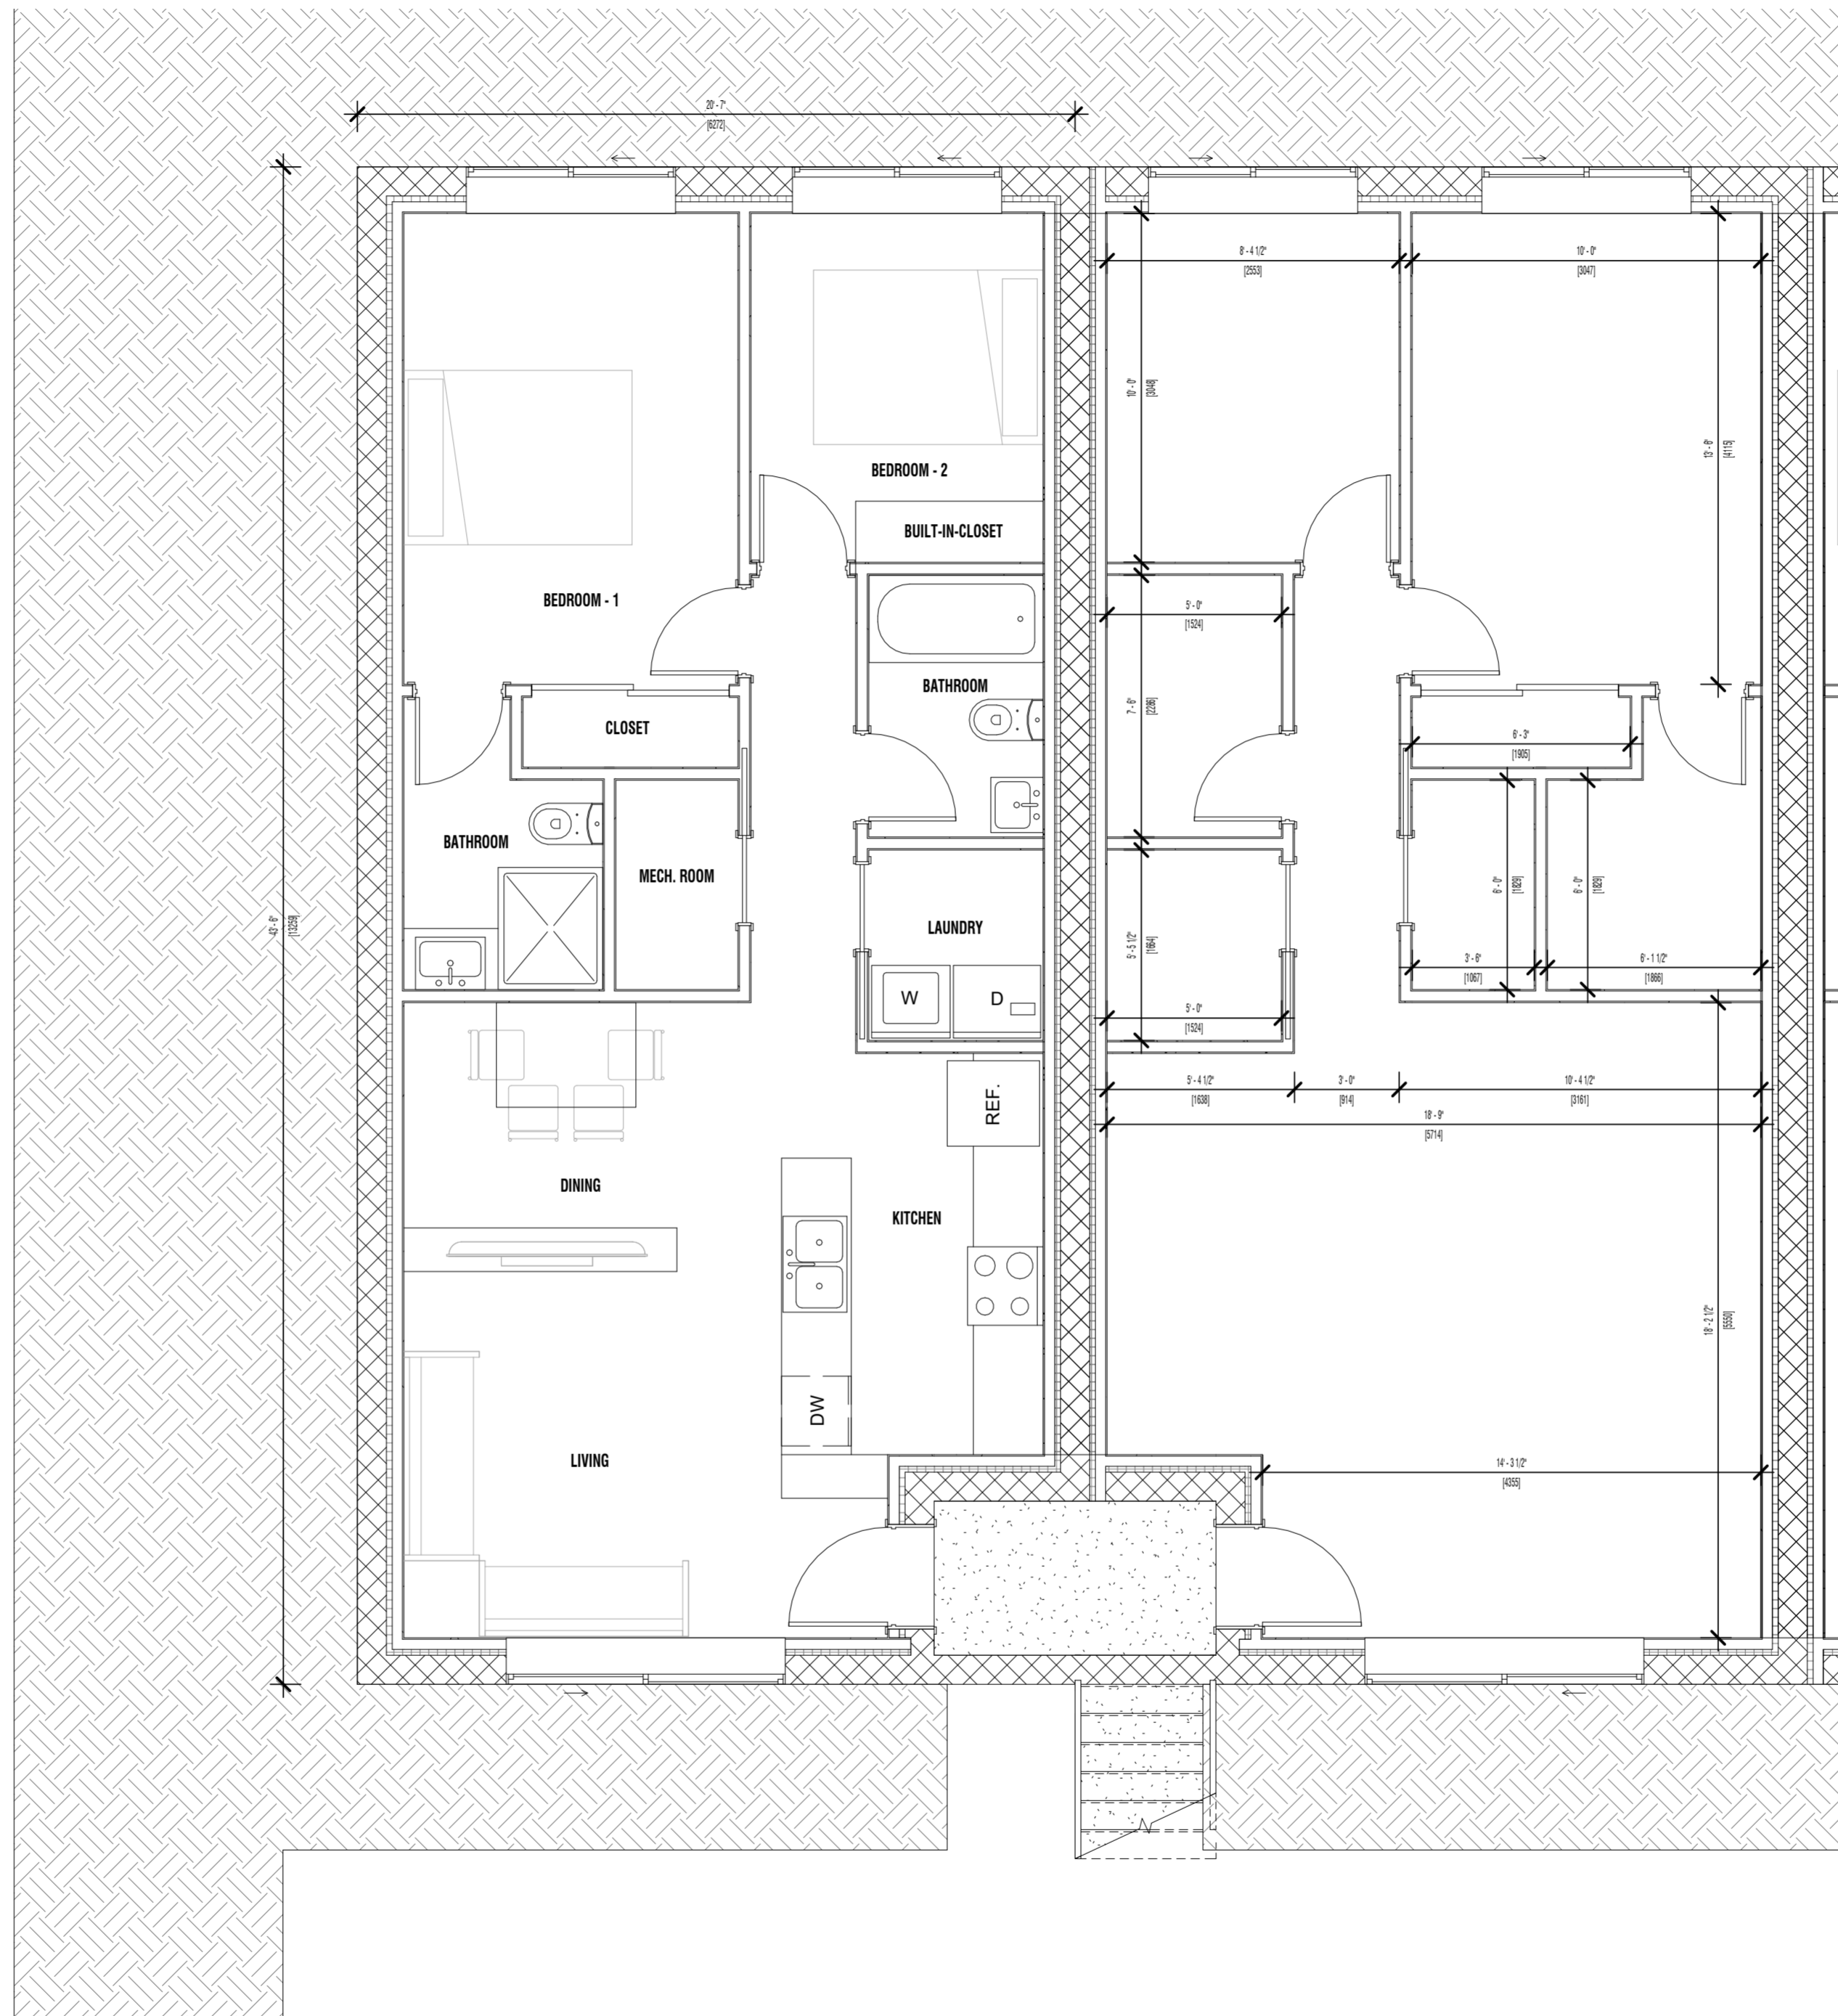 20' - 7"
[6272]
8' - 4 1/2"
[2553]
10' - 0"
[3047]
10' - 0"
[3048]
13' - 6"
[4115]
BEDROOM - 2
BUILT-IN-CLOSET
BEDROOM - 1
5' - 0"
[1524]
BATHROOM
7' - 6"
[2286]
CLOSET
6' - 3"
[1905]
BATHROOM
MECH. ROOM
6' - 0"
[1829]
6' - 0"
[1829]
43' - 6"
[13259]
LAUNDRY
5' - 5 1/2"
[1664]
3' - 6"
[1067]
6' - 1 1/2"
[1866]
W
D
5' - 0"
[1524]
5' - 4 1/2"
[1638]
3' - 0"
[914]
10' - 4 1/2"
[3161]
REF.
18' - 9"
[5714]
DINING
KITCHEN
18' - 2 1/2"
[5550]
DW
LIVING
14' - 3 1/2"
[4355]